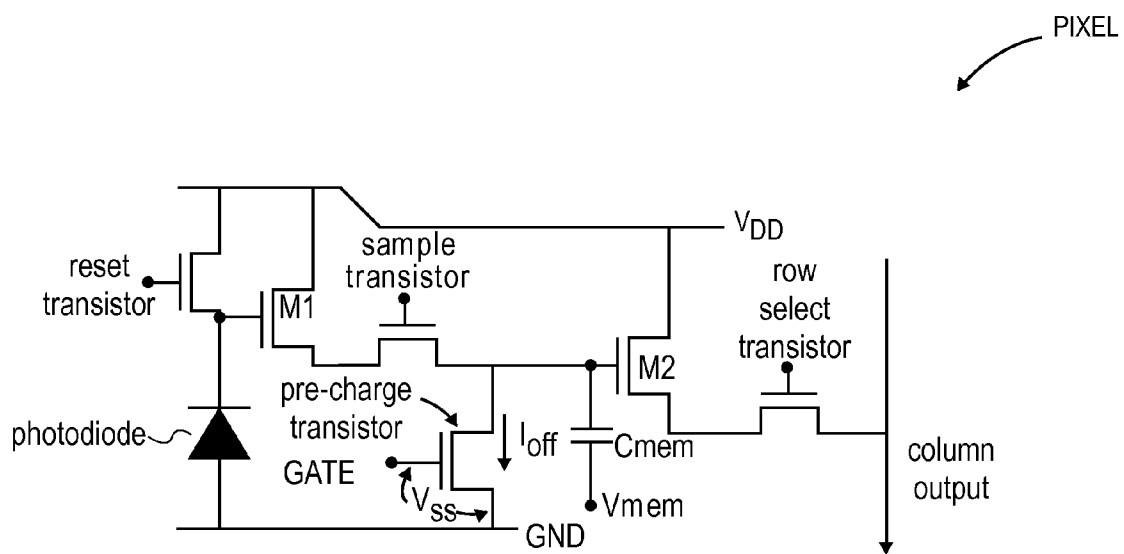 PIXEL
VDD
sample
transistor
reset
transistor
M1
row
select
transistor
M2
pre-charge
transistor
photodiode
Ioff
Cmem
GATE
VSS
Vmem
GND
column
output